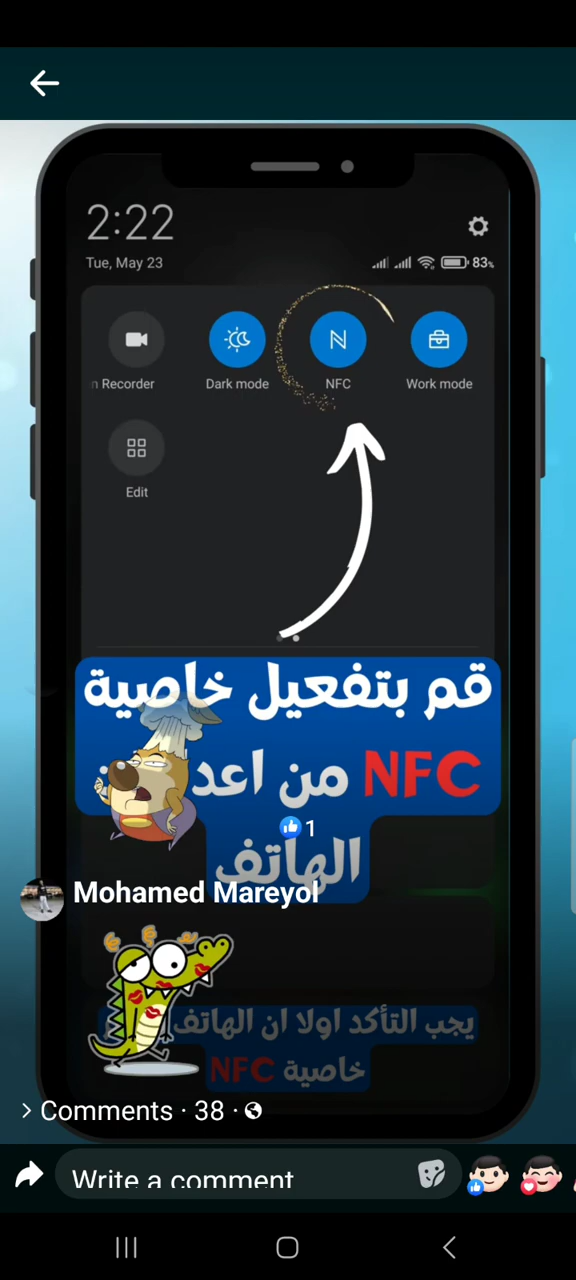 2:22
Tue, May 23
83%
n Recorder
Dark mode
NFC
Work mode
Edit
قم بتفعيل خاصية
NFC من اعد
الهاتف
1
Mohamed Mareyol
يجب التأكد اولا ان الهاتف
خاصية NFC
Comments · 38 ·
Write a comment